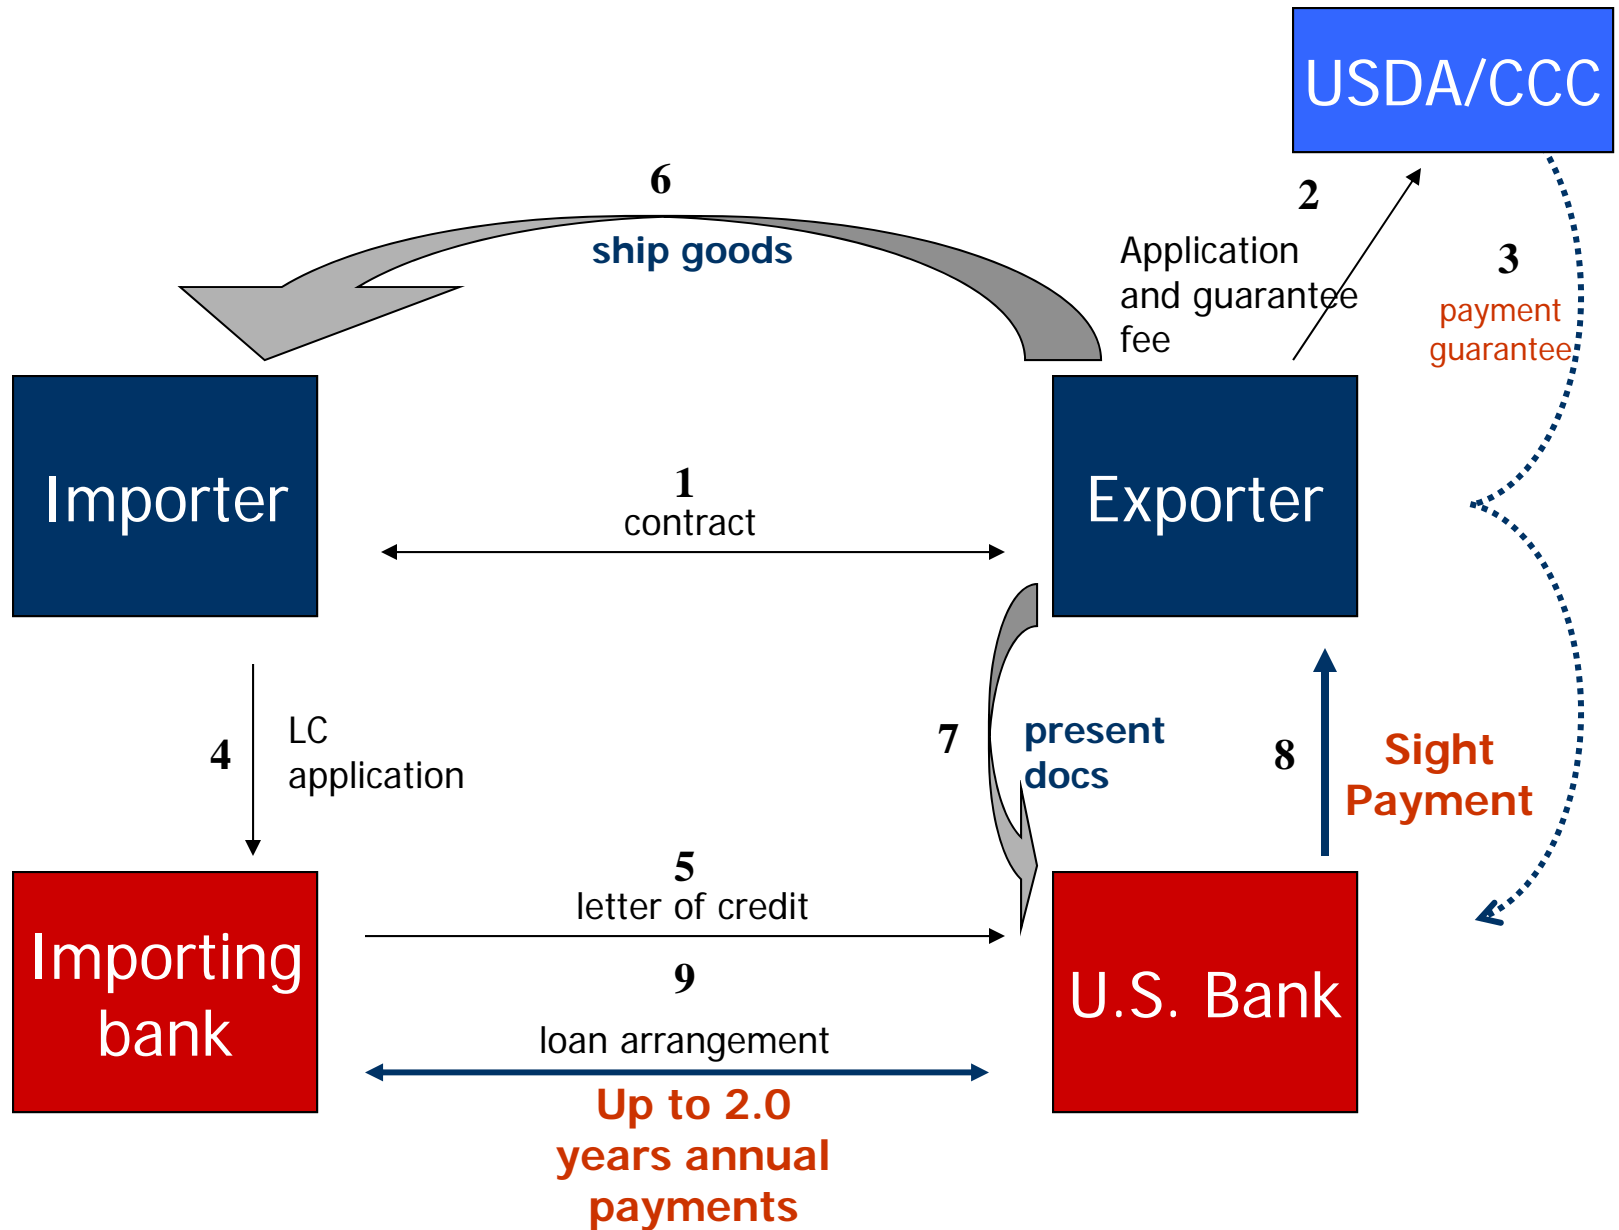 USDA/CCC
6
ship goods
2
Application
and guarantee
fee
3
payment
guarantee
Importer
1
contract
Exporter
4
LC
application
7
present
docs
8
Sight
Payment
5
letter of credit
Importing
bank
9
loan arrangement
Up to 2.0
years annual
payments
U.S. Bank